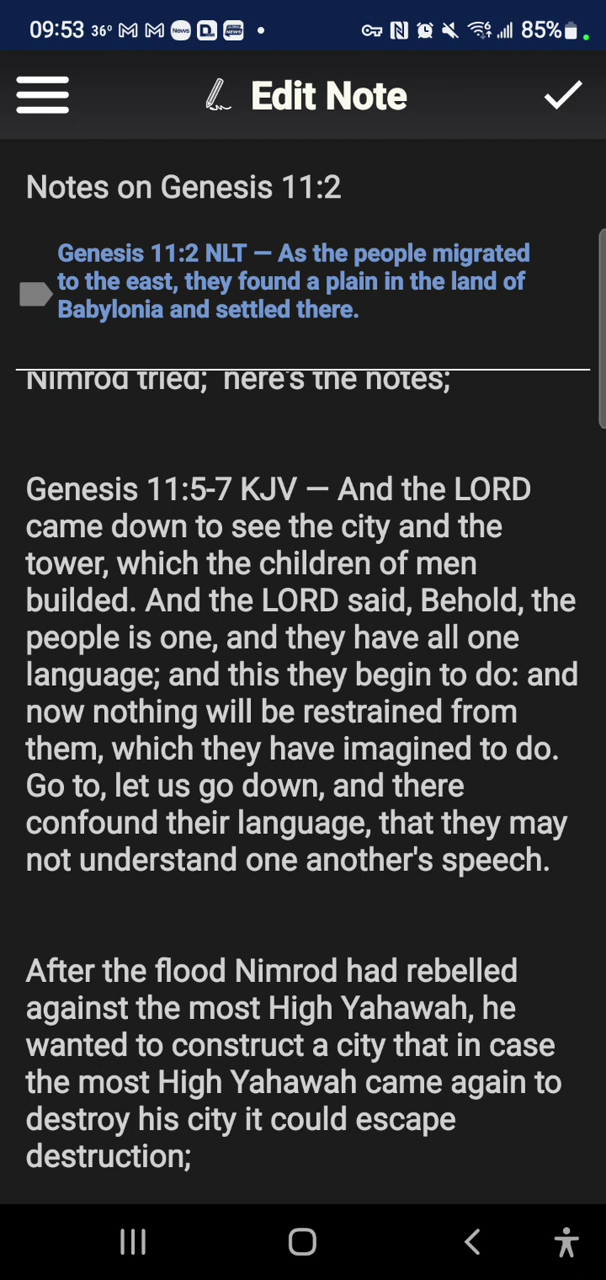 09:53 36° News D 85%
Edit Note
Notes on Genesis 11:2
Genesis 11:2 NLT — As the people migrated
to the east, they found a plain in the land of
Babylonia and settled there.
Nimrod tried;  here's the notes;
Genesis 11:5-7 KJV — And the LORD
came down to see the city and the
tower, which the children of men
builded. And the LORD said, Behold, the
people is one, and they have all one
language; and this they begin to do: and
now nothing will be restrained from
them, which they have imagined to do.
Go to, let us go down, and there
confound their language, that they may
not understand one another's speech.
After the flood Nimrod had rebelled
against the most High Yahawah, he
wanted to construct a city that in case
the most High Yahawah came again to
destroy his city it could escape
destruction;